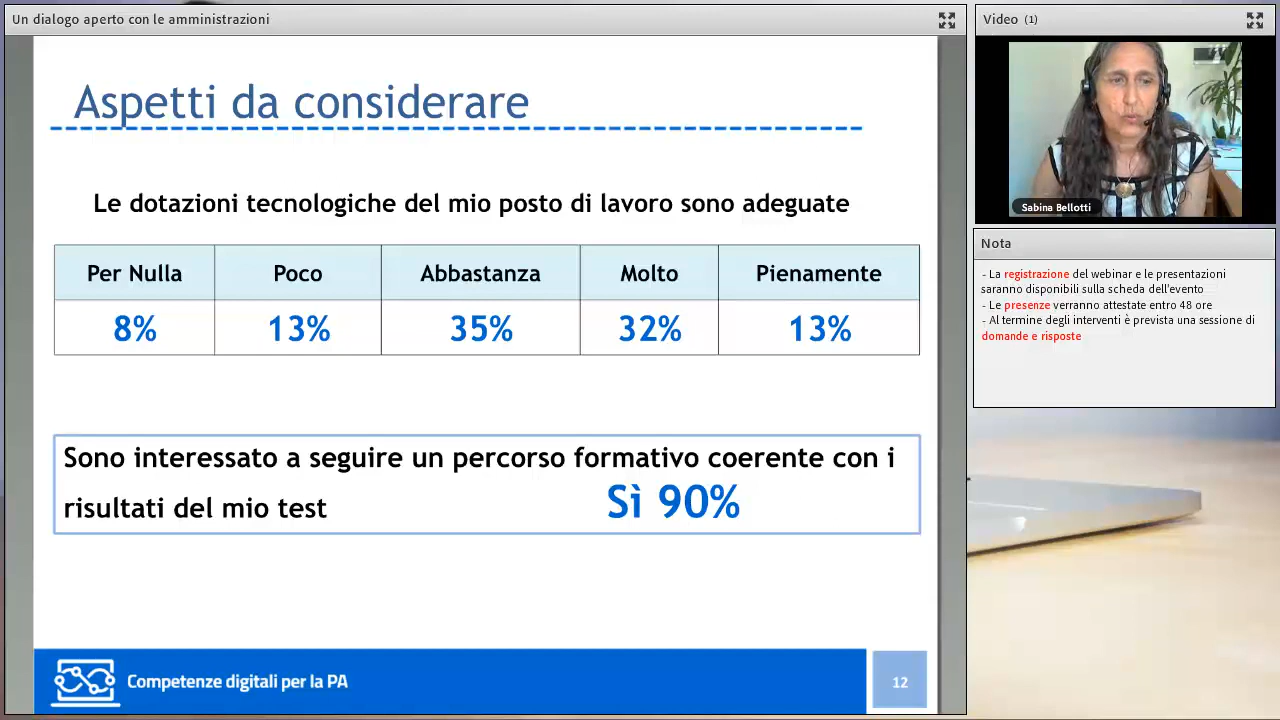 Un dialogo aperto con le amministrazioni
Aspetti da considerare
Le dotazioni tecnologiche del mio posto di lavoro sono adeguate
Per Nulla Poco Abbastanza Molto Pienamente
8% 13% 35% 32% 13%
Sono interessato a seguire un percorso formativo coerente con i
risultati del mio test Sì 90%
Competenze digitali per la PA
12
Video (1)
Sabina Bellotti
Nota
- La registrazione del webinar e le presentazioni
saranno disponibili sulla scheda dell'evento
- Le presenze verranno attestate entro 48 ore
- Al termine degli interventi è prevista una sessione di
domande e risposte